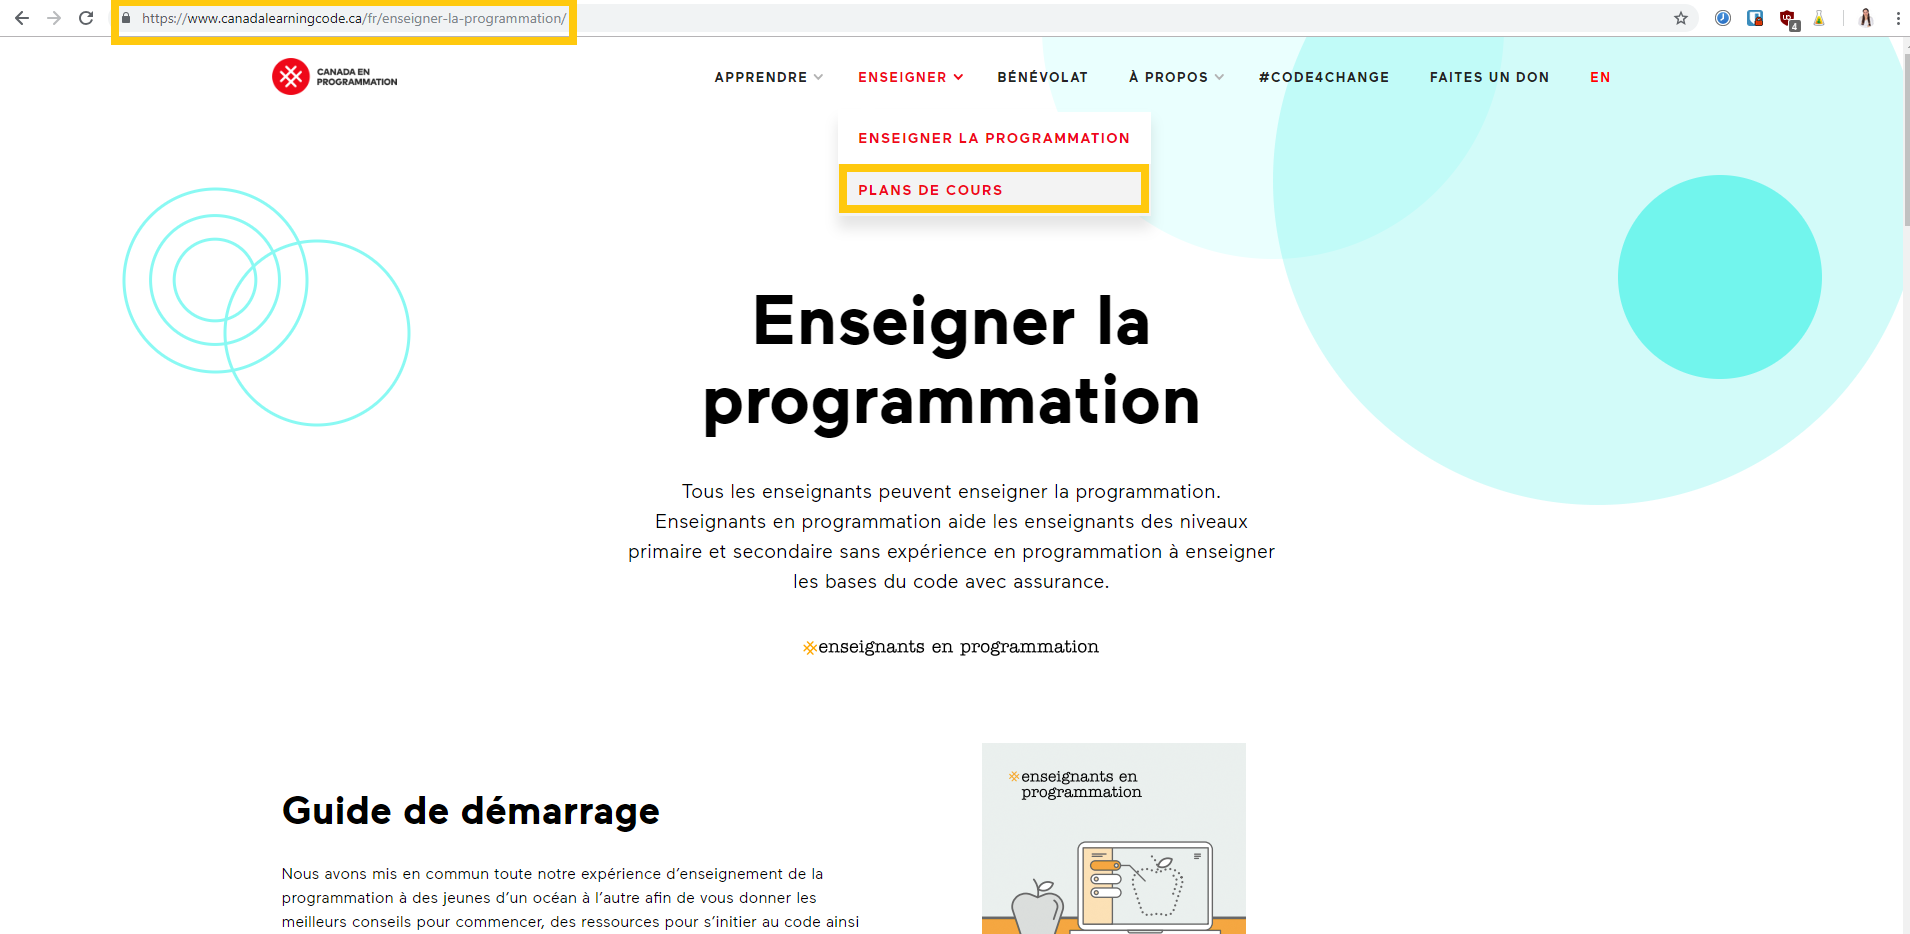 https://www.canadalearningcode.ca/fr/enseigner-la-programmation/
4
CANADA EN
PROGRAMMATION
APPRENDRE ENSEIGNER BÉNÉVOLAT À PROPOS #CODE4CHANGE FAITES UN DON EN
ENSEIGNER LA PROGRAMMATION
PLANS DE COURS
Enseigner la
programmation
Tous les enseignants peuvent enseigner la programmation.
Enseignants en programmation aide les enseignants des niveaux
primaire et secondaire sans expérience en programmation à enseigner
les bases du code avec assurance.
enseignants en programmation
Guide de démarrage
Nous avons mis en commun toute notre expérience d’enseignement de la
programmation à des jeunes d’un océan à l’autre afin de vous donner les
meilleurs conseils pour commencer, des ressources pour s’initier au code ainsi
enseignants en
programmation